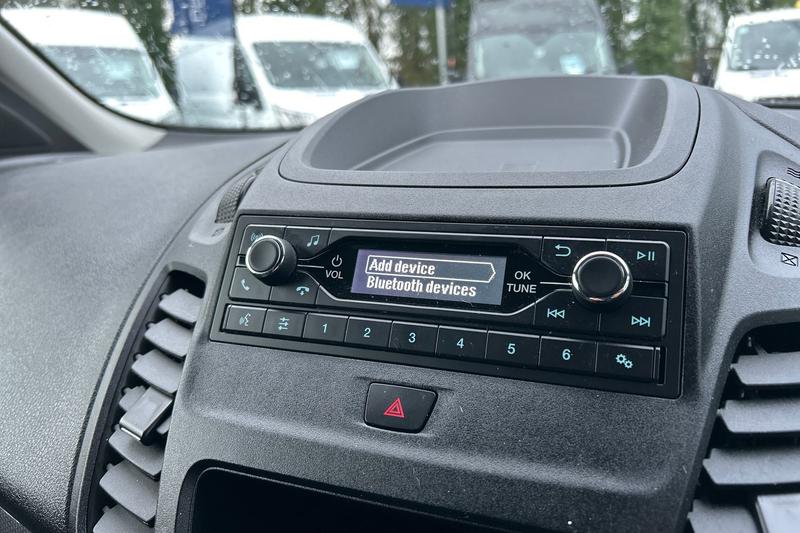 Add device
Bluetooth devices
VOL
OK
TUNE
1 2 3 4 5 6